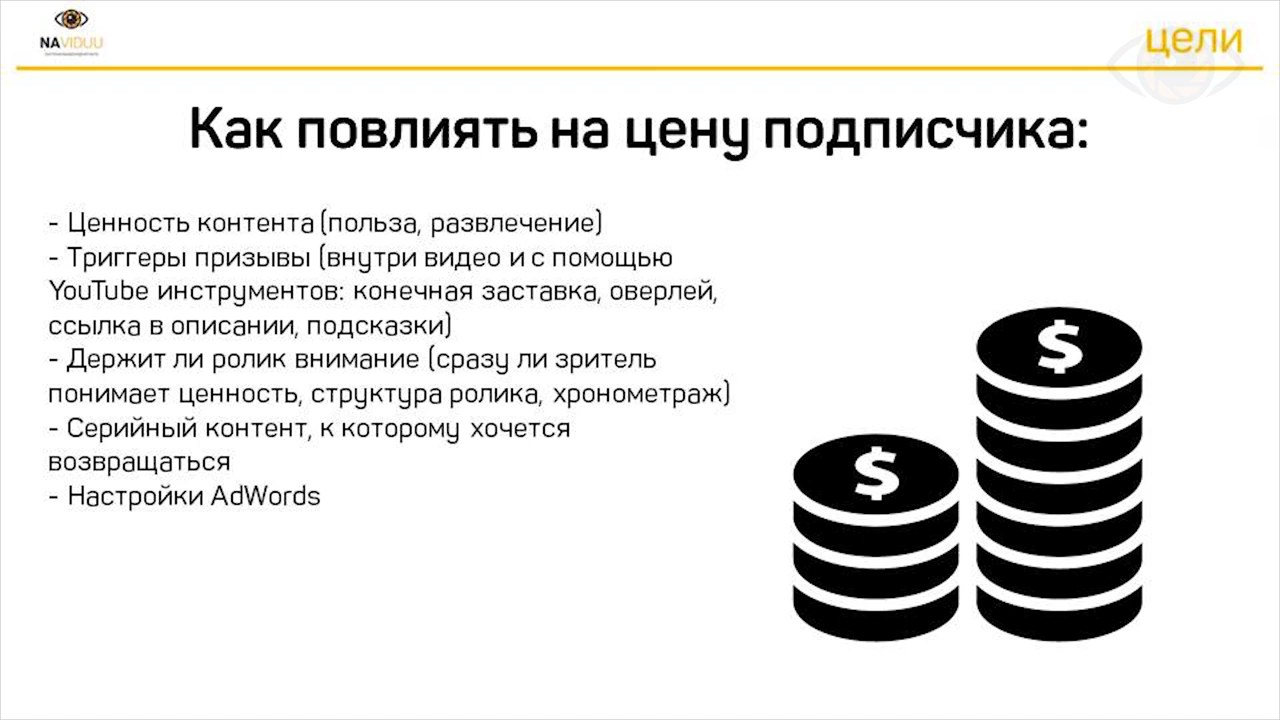 NAVIDUU
цели
Как повлиять на цену подписчика:
- Ценность контента (польза, развлечение)
- Триггеры призывы (внутри видео и с помощью
YouTube инструментов: конечная заставка, оверлей,
ссылка в описании, подсказки)
- Держит ли ролик внимание (сразу ли зритель
понимает ценность, структура ролика, хронометраж)
- Серийный контент, к которому хочется
возвращаться
- Настройки AdWords
$
$